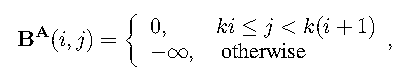 B^A(i, j) = { 0, ki ≤ j < k(i + 1)
−∞, otherwise ,